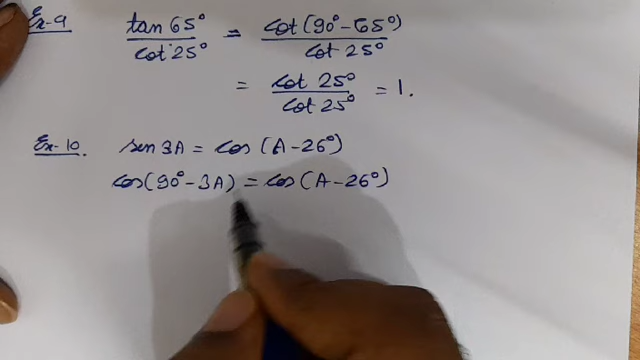 Ex-9 tan 65° / cot 25° = cot (90° - 65°) / cot 25°
= cot 25° / cot 25° = 1.
Ex-10. sin 3A = cos (A - 26°)
cos (90° - 3A) = cos (A - 26°)